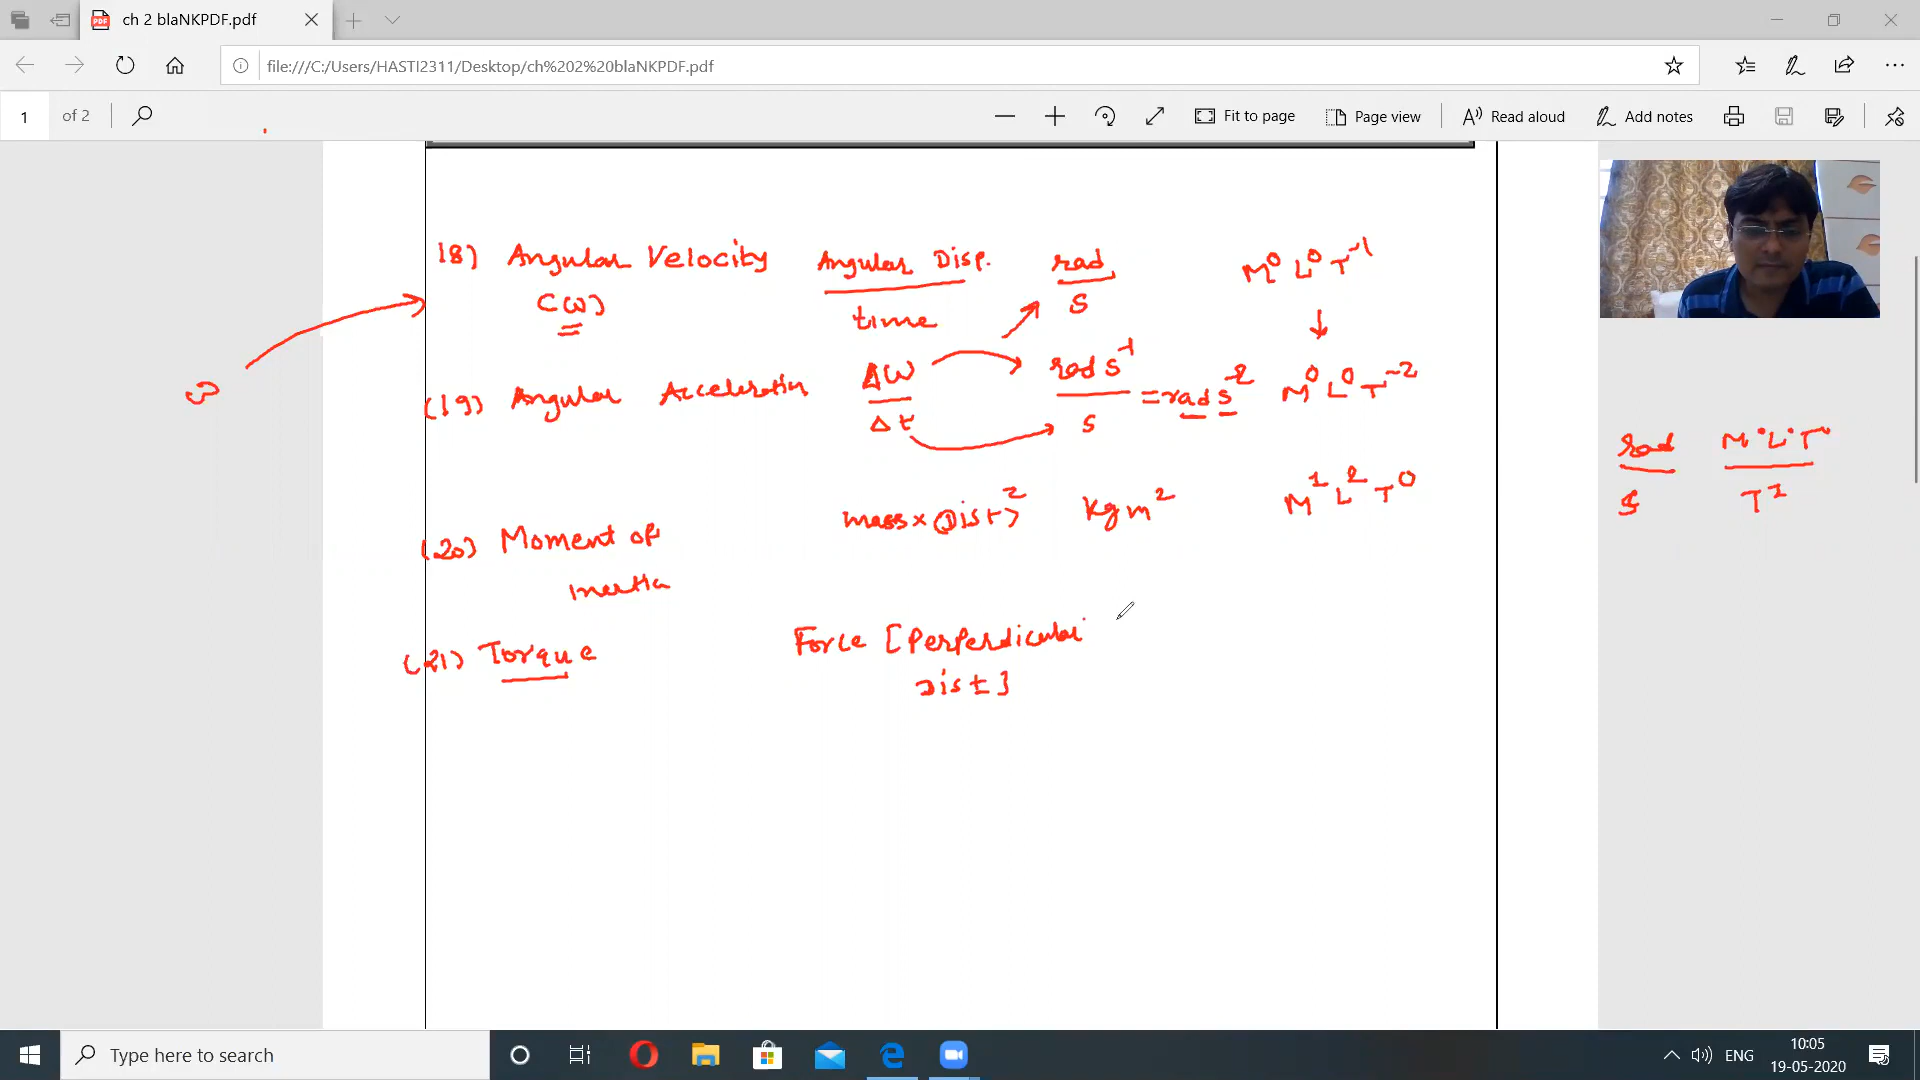 ch 2 blaNKPDF.pdf
file:///C:/Users/HASTI2311/Desktop/ch%202%20blaNKPDF.pdf
1 of 2
Fit to page
Page view
Read aloud
Add notes
18) Angular Velocity Angular Disp. rad M⁰ L⁰ T⁻¹
(ω) time S
ω
(19) Angular Acceleration Δω rad s⁻¹ = rad s⁻² M⁰ L⁰ T⁻²
Δt s
rad M⁰L⁰T⁰
s T¹
mass × (Dist)² kg m² M¹ L² T⁰
(20) Moment of
inertia
(21) Torque Force [Perpendicular
Dist]
Type here to search
ENG
10:05
19-05-2020